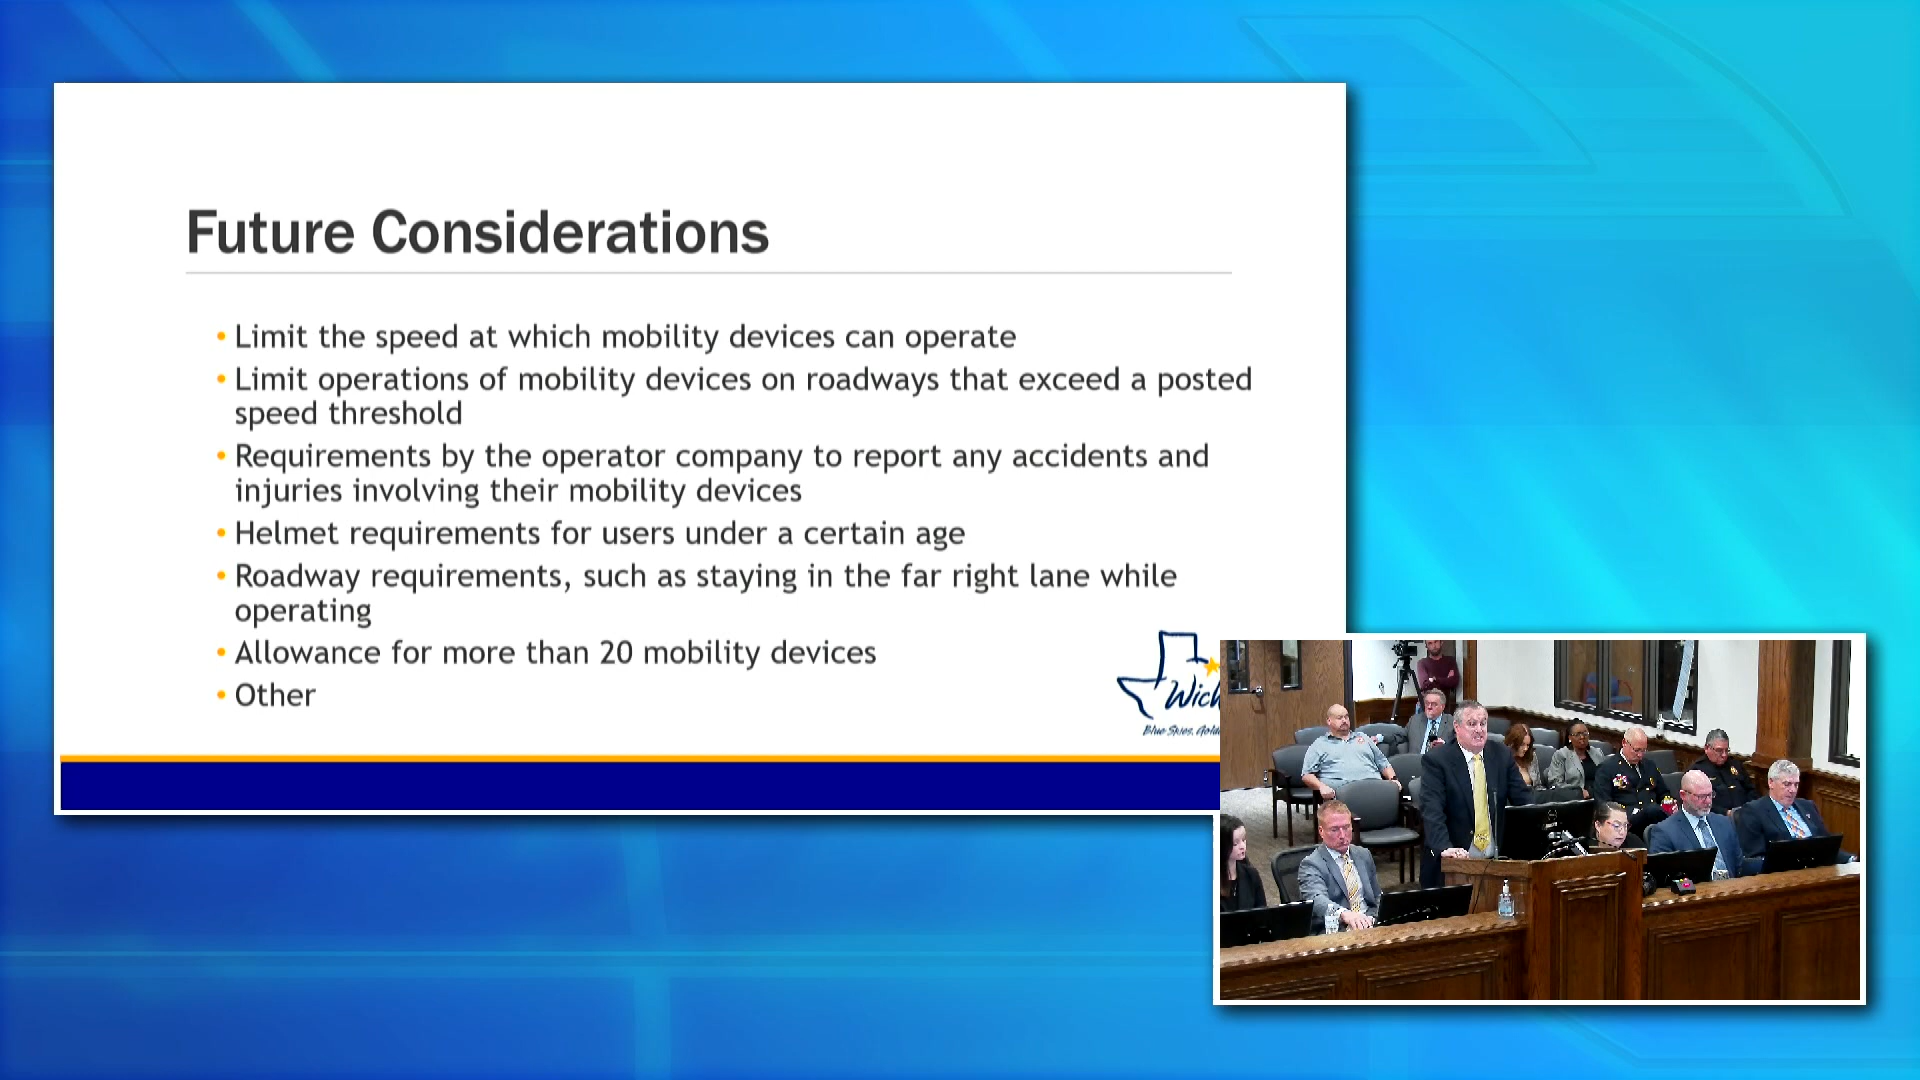 Future Considerations
• Limit the speed at which mobility devices can operate
• Limit operations of mobility devices on roadways that exceed a posted
speed threshold
• Requirements by the operator company to report any accidents and
injuries involving their mobility devices
• Helmet requirements for users under a certain age
• Roadway requirements, such as staying in the far right lane while
operating
• Allowance for more than 20 mobility devices
• Other
Blue Skies.